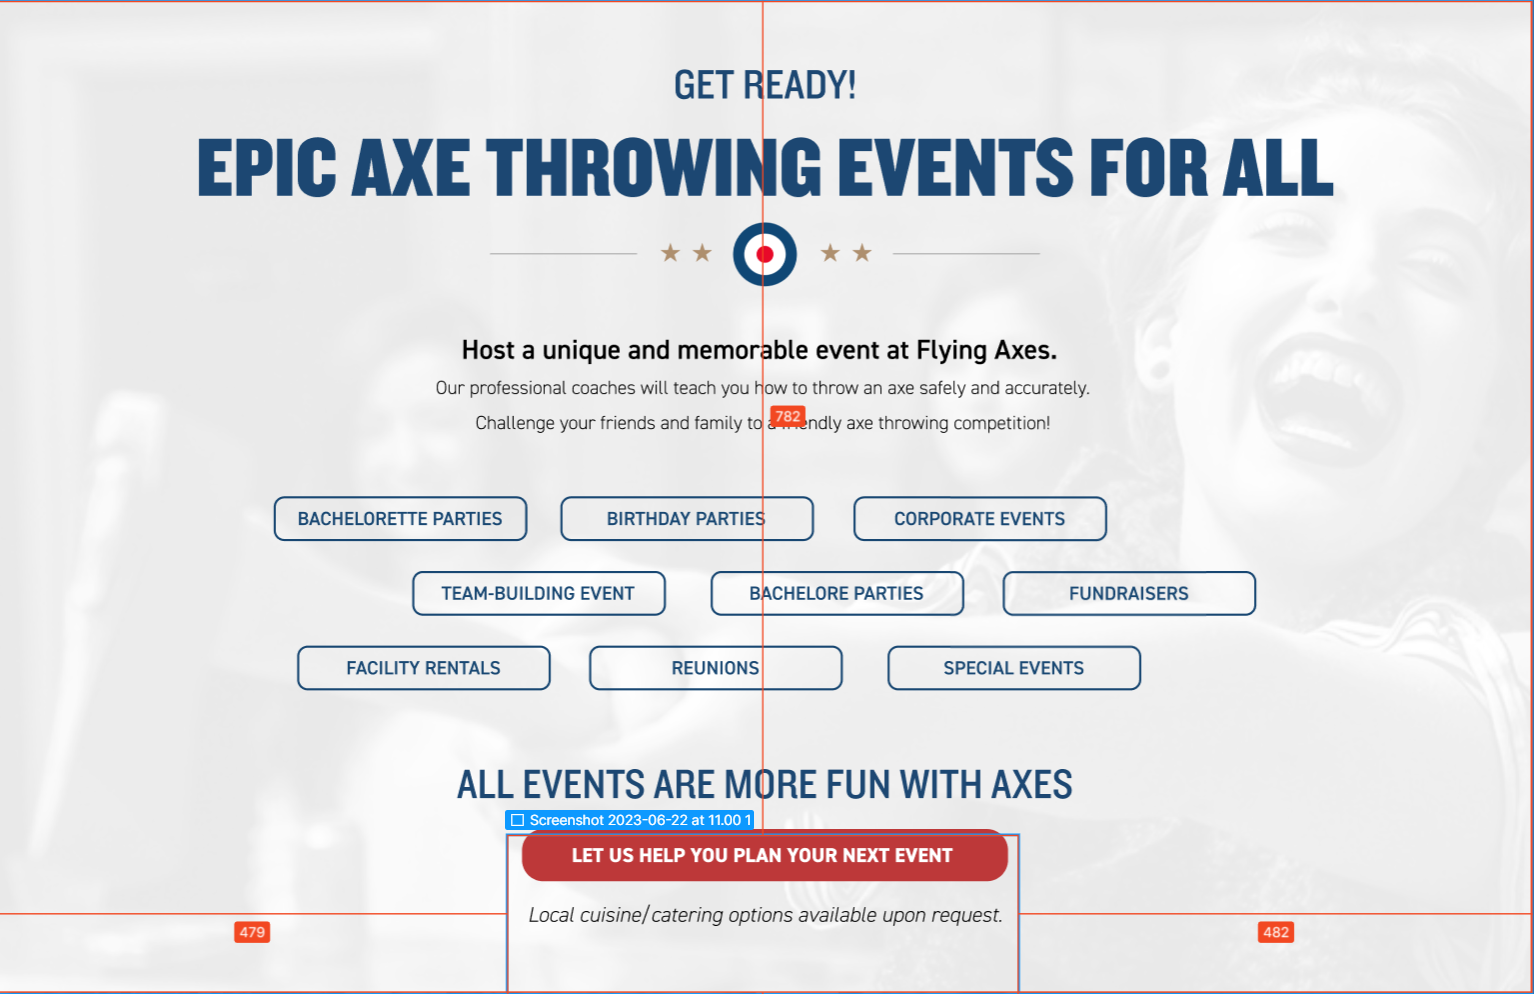 GET READY!
EPIC AXE THROWING EVENTS FOR ALL
Host a unique and memorable event at Flying Axes.
Our professional coaches will teach you how to throw an axe safely and accurately.
782
Challenge your friends and family to a friendly axe throwing competition!
BACHELORETTE PARTIES
BIRTHDAY PARTIES
CORPORATE EVENTS
TEAM-BUILDING EVENT
BACHELORE PARTIES
FUNDRAISERS
FACILITY RENTALS
REUNIONS
SPECIAL EVENTS
ALL EVENTS ARE MORE FUN WITH AXES
Screenshot 2023-06-22 at 11.00 1
LET US HELP YOU PLAN YOUR NEXT EVENT
Local cuisine/catering options available upon request.
479
482